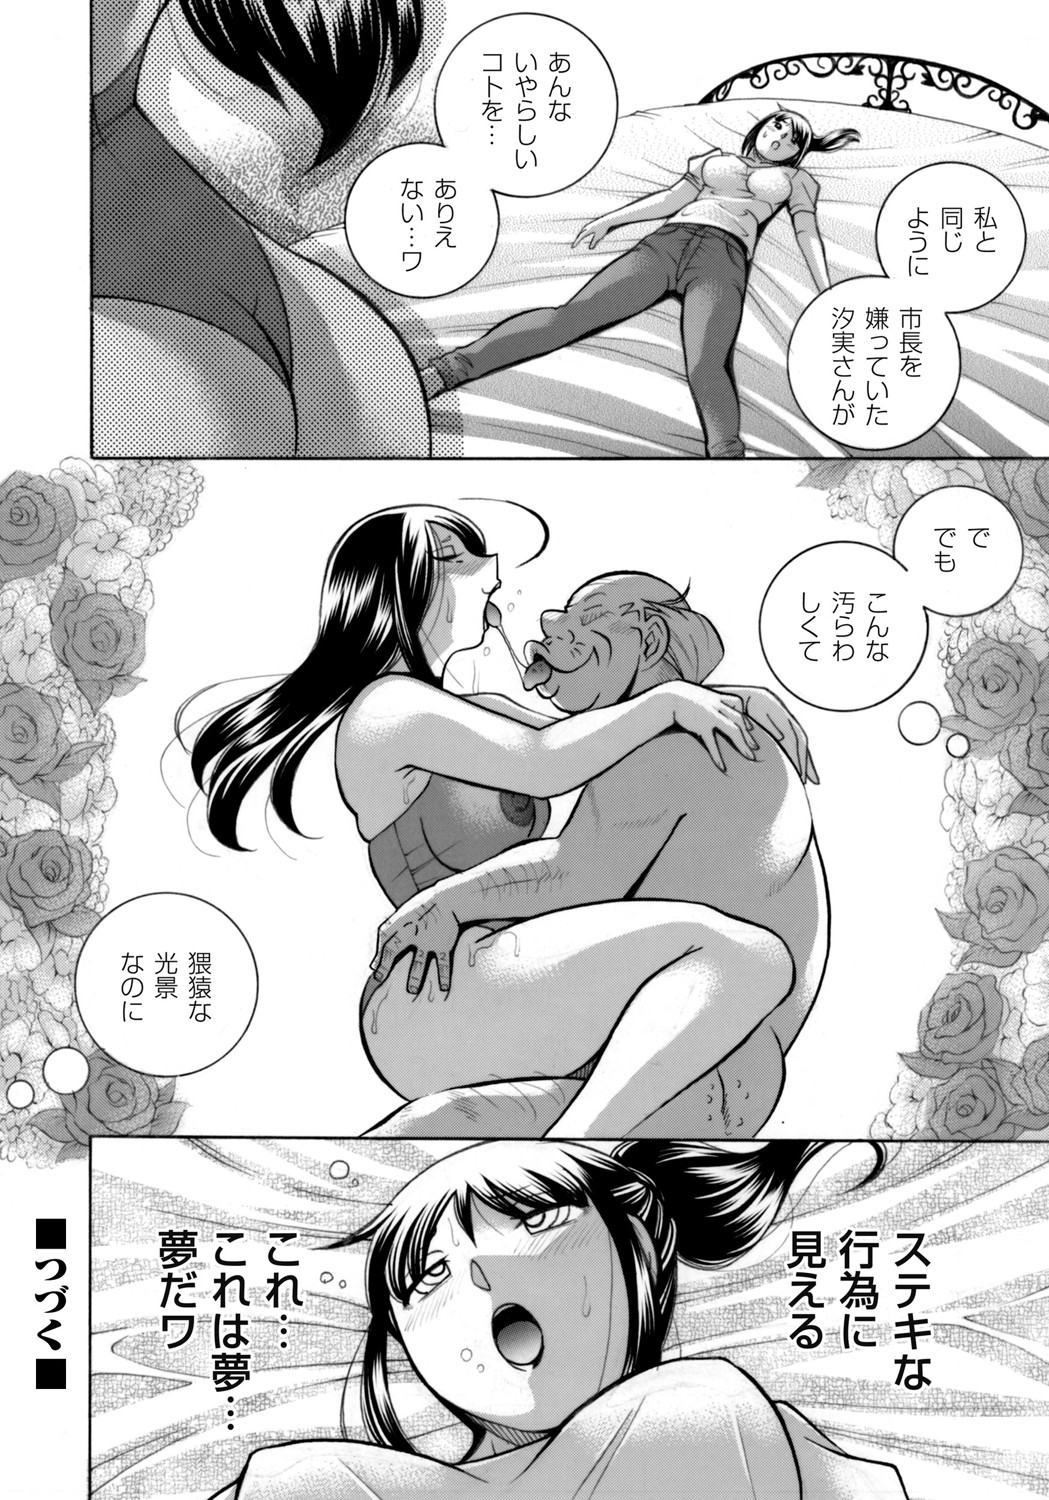 私と
同じ
ように
市長を
嫌っていた
汐実さんが
あんな
いやらしい
コトを…
ありえ
ない…ワ
で
でも
こんな
汚らわ
しくて
猥猿な
光景
なのに
ステキな
行為に
見える
これ…
これは夢…
夢だワ
■つづく■